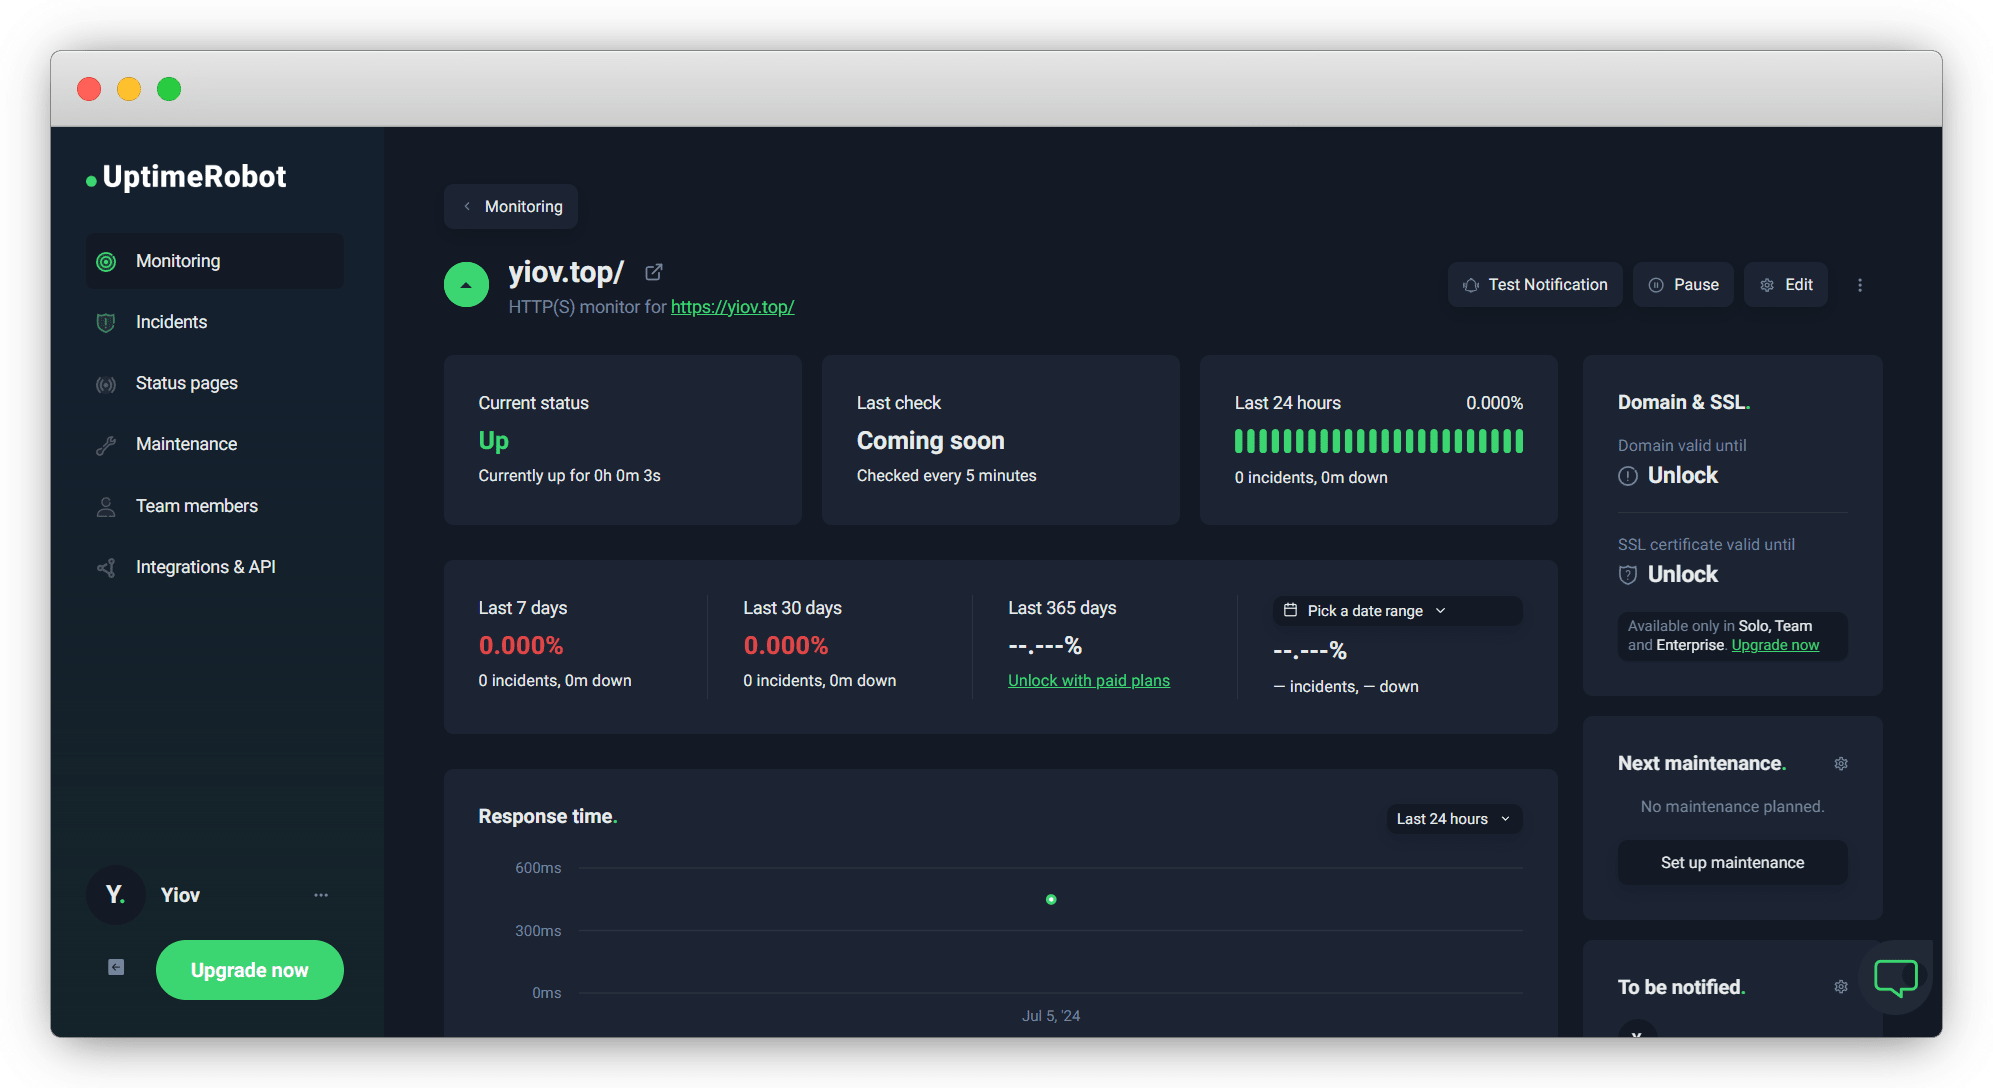 UptimeRobot
Monitoring
Incidents
Status pages
Maintenance
Team members
Integrations & API
Y.
Yiov
Upgrade now
Monitoring
yiov.top/
HTTP(S) monitor for https://yiov.top/
Test Notification
Pause
Edit
Current status
Up
Currently up for 0h 0m 3s
Last check
Coming soon
Checked every 5 minutes
Last 24 hours 0.000%
0 incidents, 0m down
Last 7 days
0.000%
0 incidents, 0m down
Last 30 days
0.000%
0 incidents, 0m down
Last 365 days
--.---%
Unlock with paid plans
Pick a date range
--.---%
— incidents, — down
Response time.
Last 24 hours
600ms
300ms
0ms
Jul 5, '24
Domain & SSL.
Domain valid until
Unlock
SSL certificate valid until
Unlock
Available only in Solo, Team
and Enterprise. Upgrade now
Next maintenance.
No maintenance planned.
Set up maintenance
To be notified.